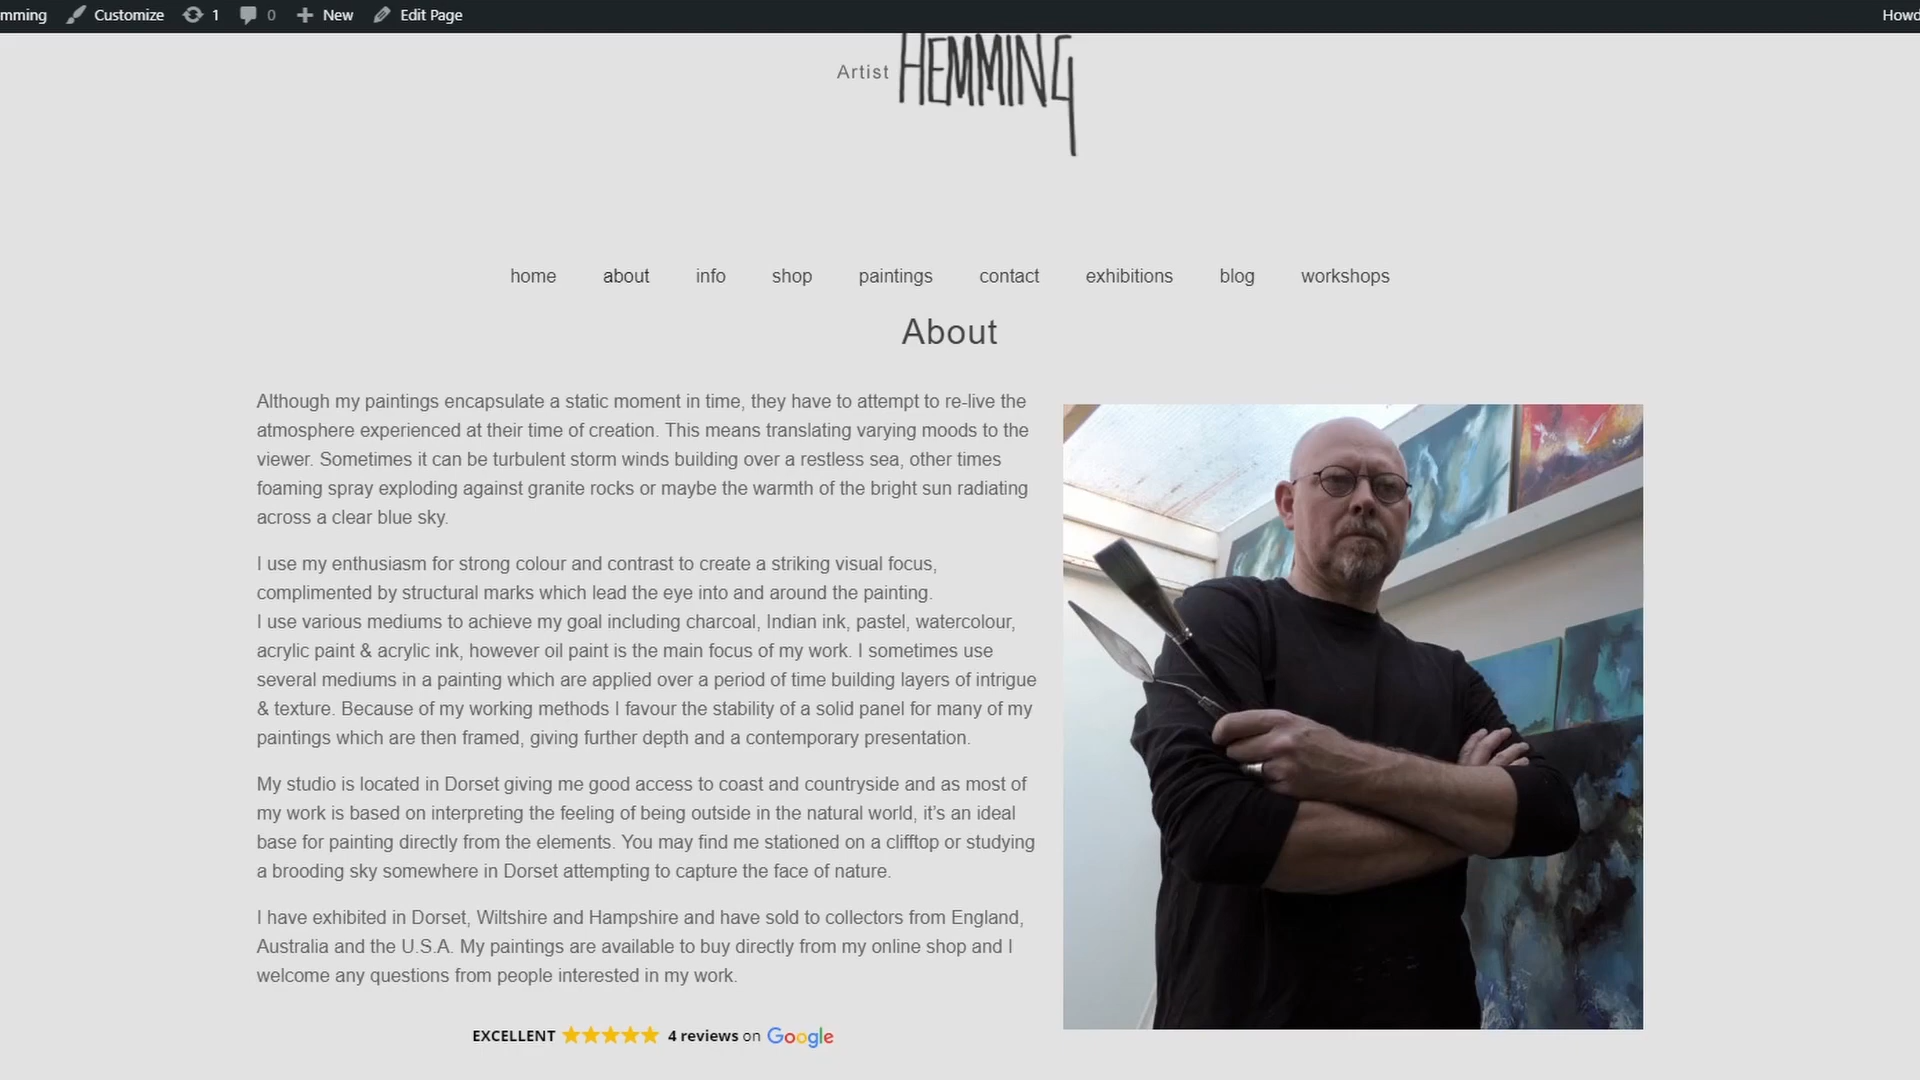 mming Customize 1 0 New Edit Page Howd
Artist HEMMING
home about info shop paintings contact exhibitions blog workshops
About
Although my paintings encapsulate a static moment in time, they have to attempt to re-live the
atmosphere experienced at their time of creation. This means translating varying moods to the
viewer. Sometimes it can be turbulent storm winds building over a restless sea, other times
foaming spray exploding against granite rocks or maybe the warmth of the bright sun radiating
across a clear blue sky.
I use my enthusiasm for strong colour and contrast to create a striking visual focus,
complimented by structural marks which lead the eye into and around the painting.
I use various mediums to achieve my goal including charcoal, Indian ink, pastel, watercolour,
acrylic paint & acrylic ink, however oil paint is the main focus of my work. I sometimes use
several mediums in a painting which are applied over a period of time building layers of intrigue
& texture. Because of my working methods I favour the stability of a solid panel for many of my
paintings which are then framed, giving further depth and a contemporary presentation.
My studio is located in Dorset giving me good access to coast and countryside and as most of
my work is based on interpreting the feeling of being outside in the natural world, it’s an ideal
base for painting directly from the elements. You may find me stationed on a clifftop or studying
a brooding sky somewhere in Dorset attempting to capture the face of nature.
I have exhibited in Dorset, Wiltshire and Hampshire and have sold to collectors from England,
Australia and the U.S.A. My paintings are available to buy directly from my online shop and I
welcome any questions from people interested in my work.
EXCELLENT 4 reviews on Google